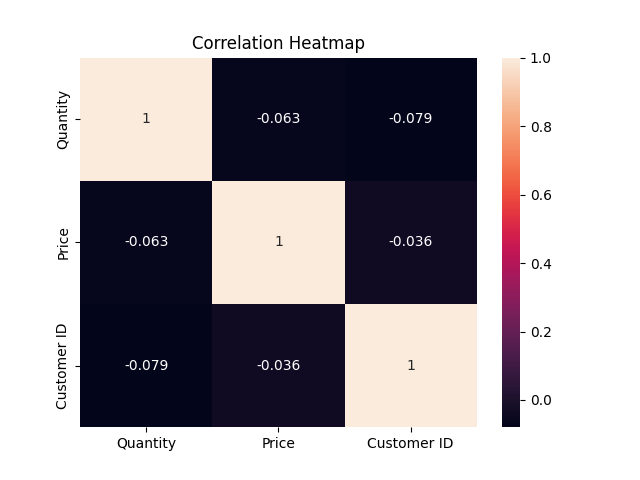 Correlation Heatmap
Quantity
1
-0.063
-0.079
Price
-0.063
1
-0.036
Customer ID
-0.079
-0.036
1
Quantity
Price
Customer ID
1.0
0.8
0.6
0.4
0.2
0.0